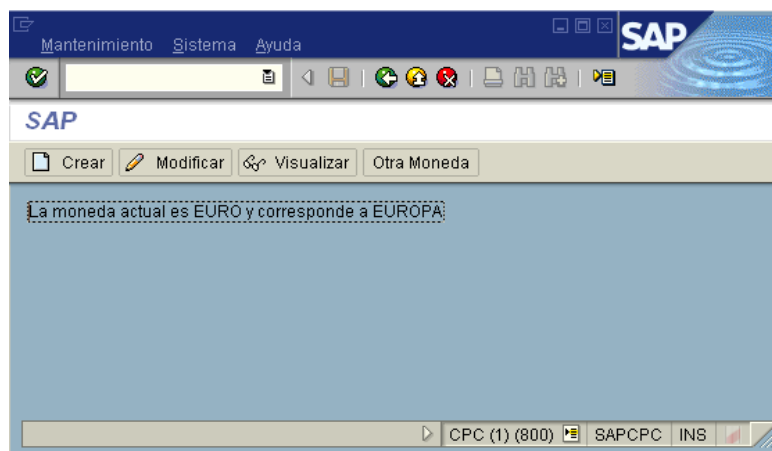 Mantenimiento Sistema Ayuda
SAP
SAP
Crear Modificar Visualizar Otra Moneda
La moneda actual es EURO y corresponde a EUROPA
CPC (1) (800) SAPCPC INS